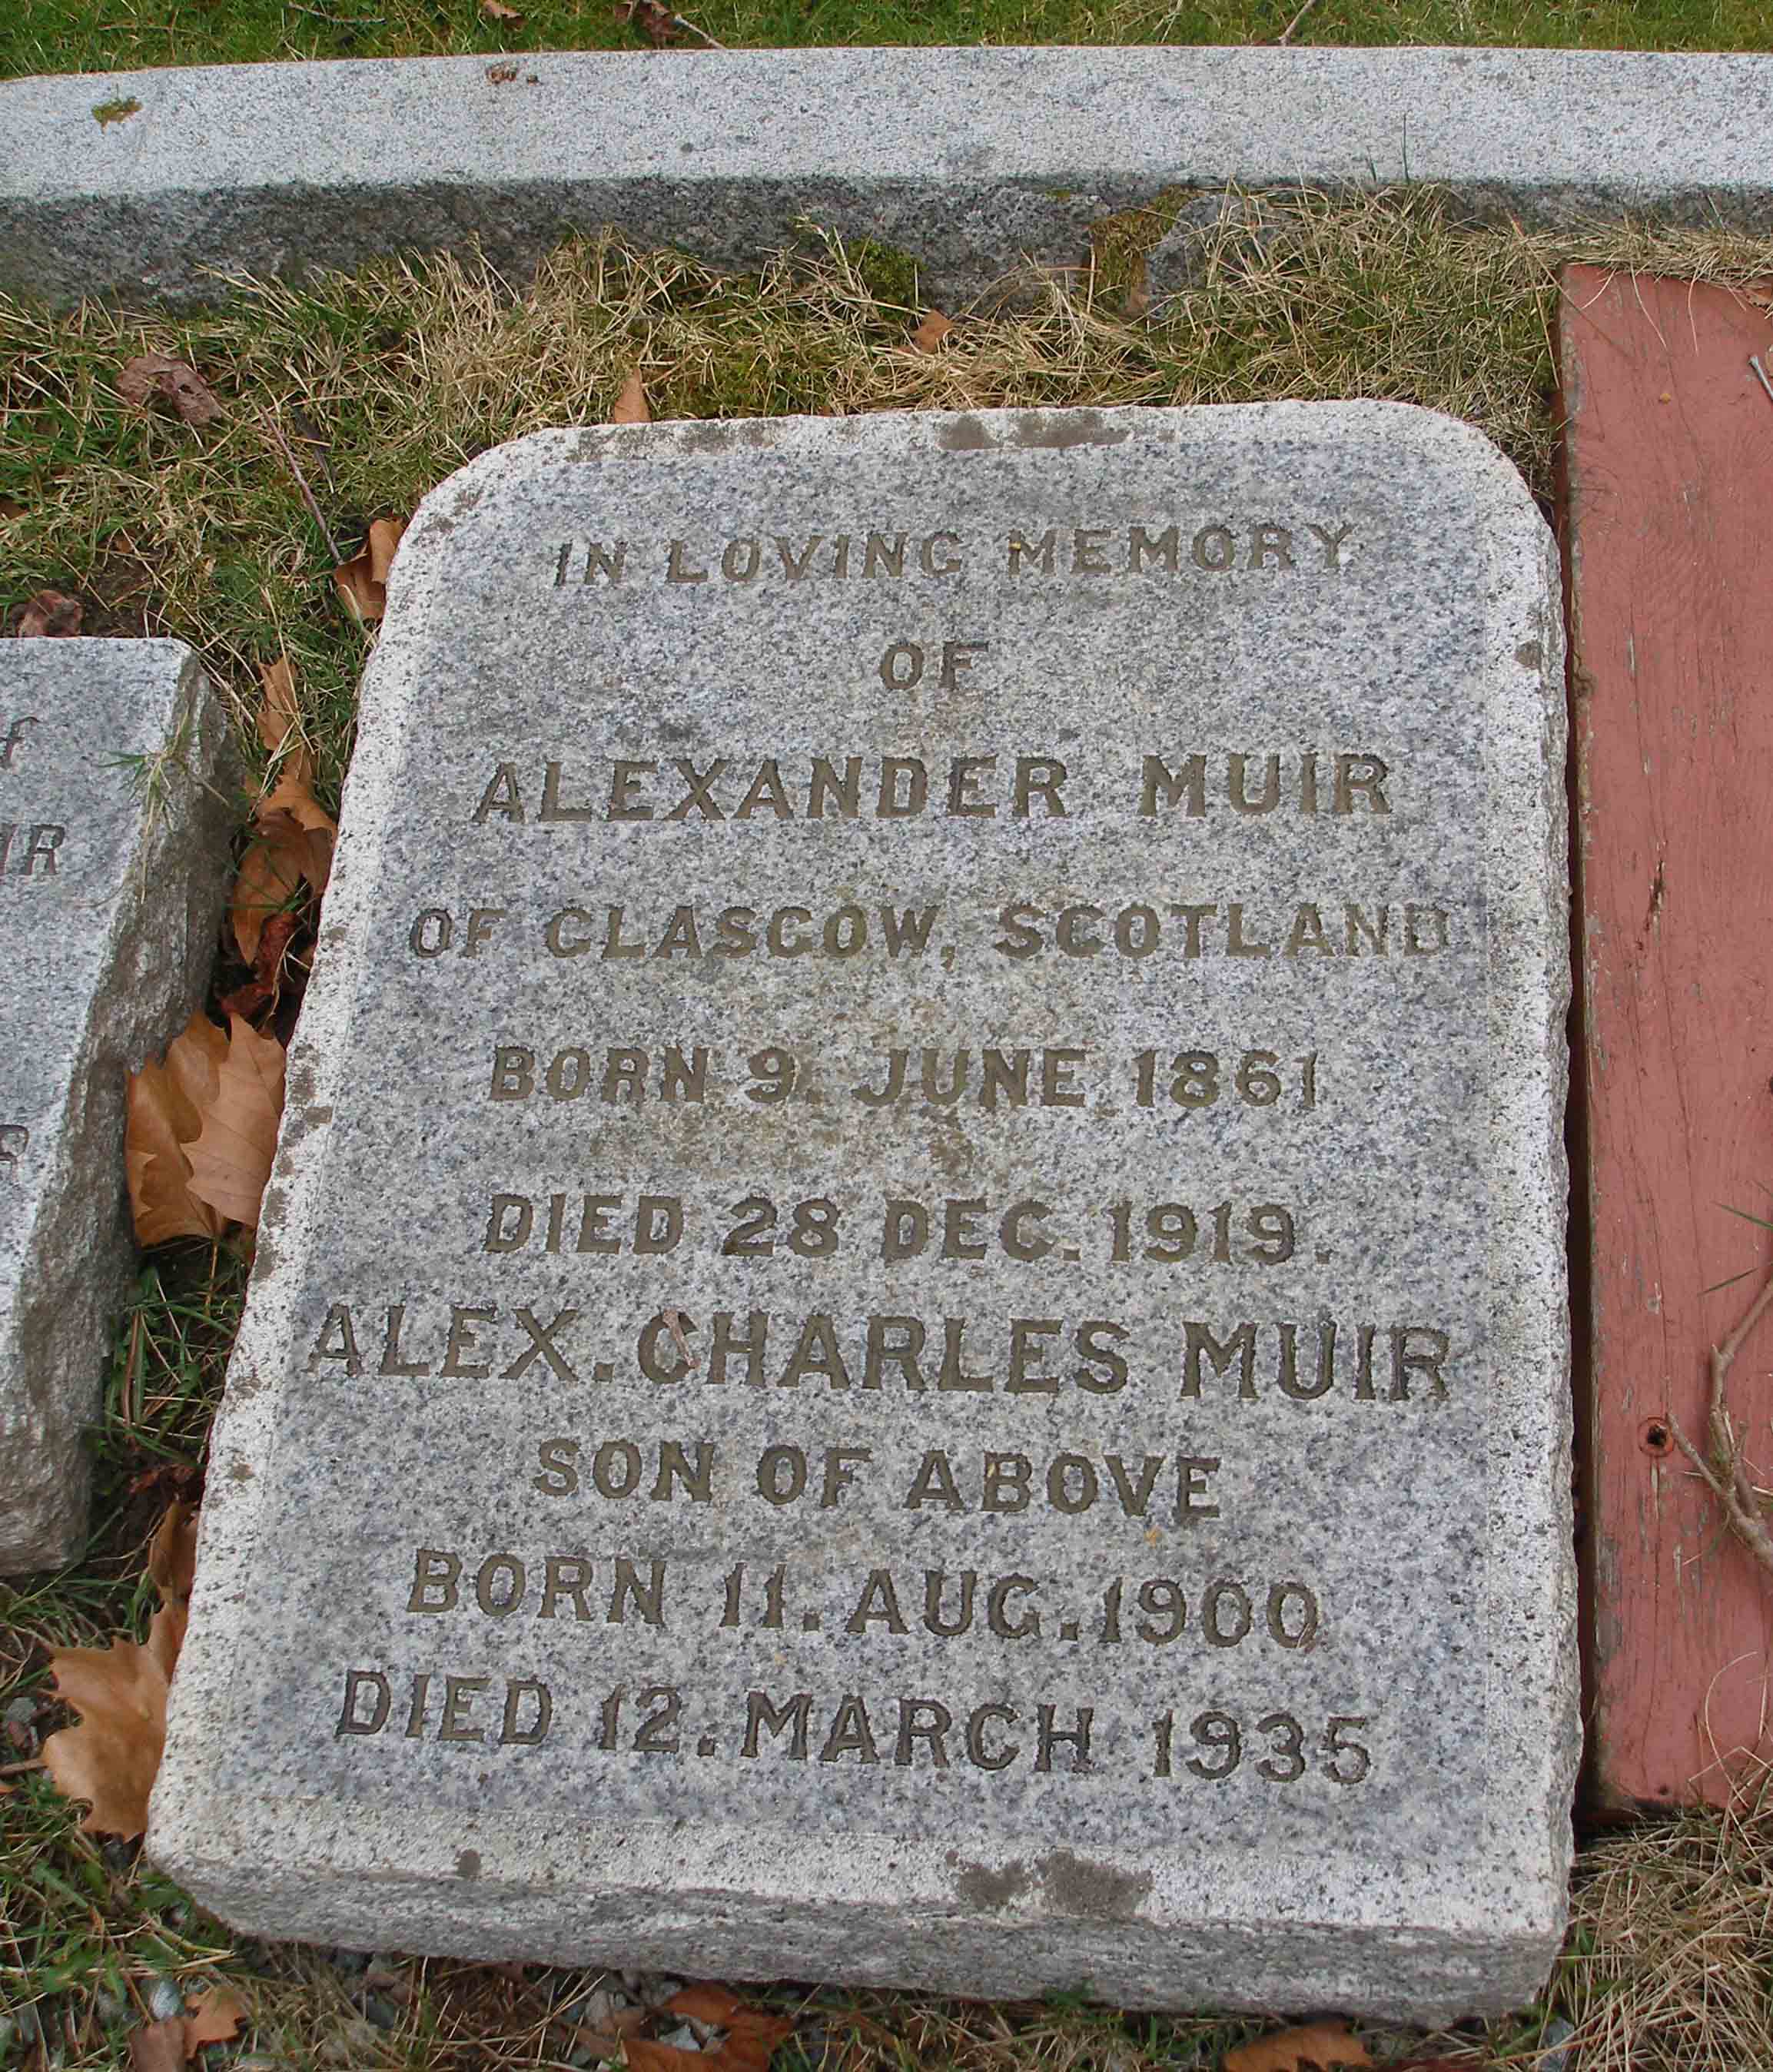 IN LOVING MEMORY
OF
ALEXANDER MUIR
OF GLASGOW, SCOTLAND
BORN 9. JUNE 1861
DIED 28 DEC. 1919.
ALEX. CHARLES MUIR
SON OF ABOVE
BORN 11. AUG. 1900
DIED 12. MARCH 1935